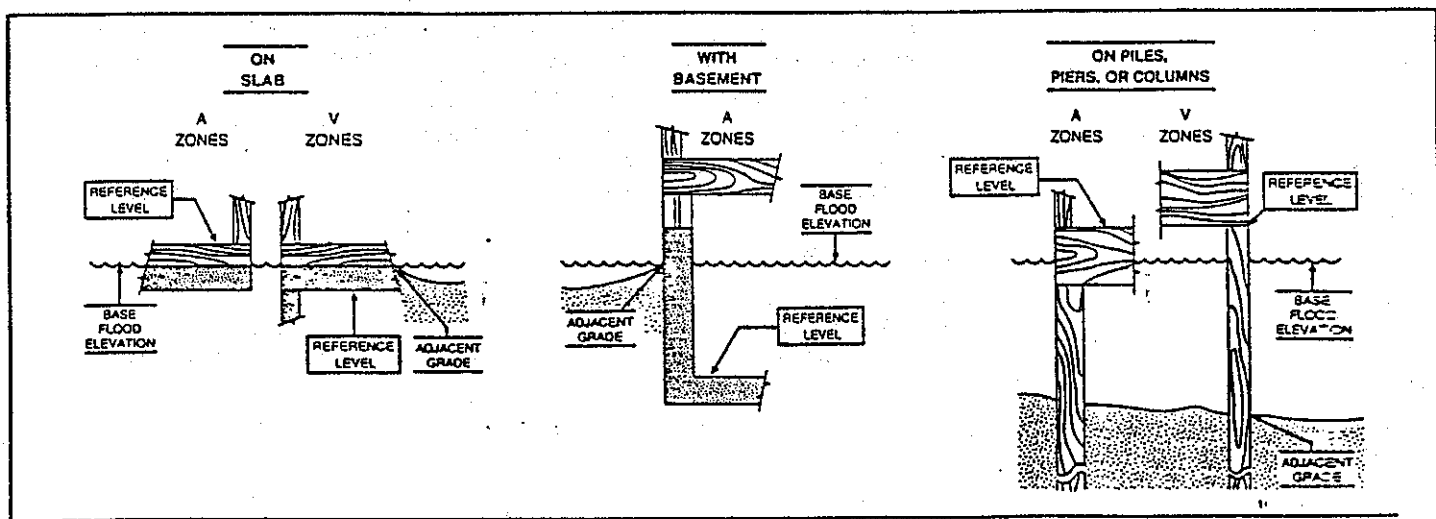 ON
SLAB
A
ZONES
V
ZONES
REFERENCE
LEVEL
BASE
FLOOD
ELEVATION
REFERENCE
LEVEL
ADJACENT
GRADE
WITH
BASEMENT
A
ZONES
BASE
FLOOD
ELEVATION
ADJACENT
GRADE
REFERENCE
LEVEL
ON PILES,
PIERS, OR COLUMNS
A
ZONES
V
ZONES
REFERENCE
LEVEL
REFERENCE
LEVEL
BASE
FLOOD
ELEVATION
ADJACENT
GRADE